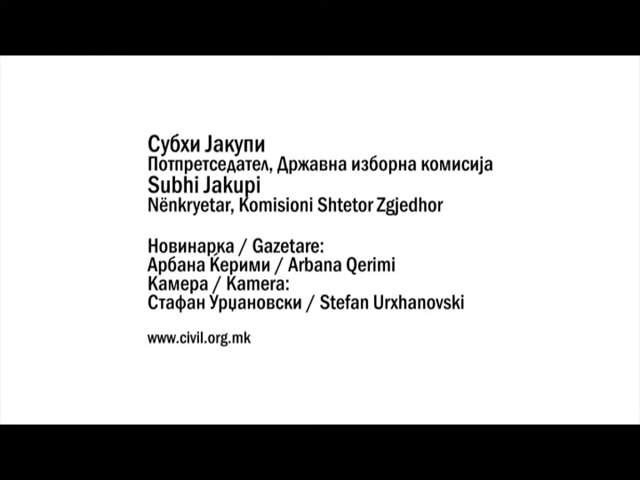 Субхи Јакупи
Потпретседател, Државна изборна комисија
Subhi Jakupi
Nënkryetar, Komisioni Shtetor Zgjedhor
Новинарка / Gazetare:
Арбана Ќерими / Arbana Qerimi
Камера / Kamera:
Стафан Урџановски / Stefan Urxhanovski
www.civil.org.mk